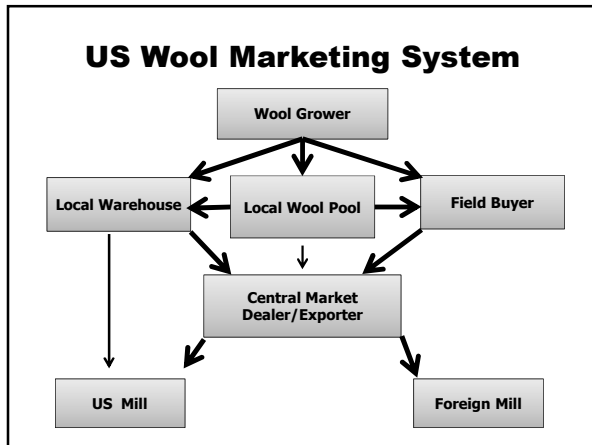 US Wool Marketing System
Wool Grower
Local Warehouse
Local Wool Pool
Field Buyer
Central Market
Dealer/Exporter
US Mill
Foreign Mill